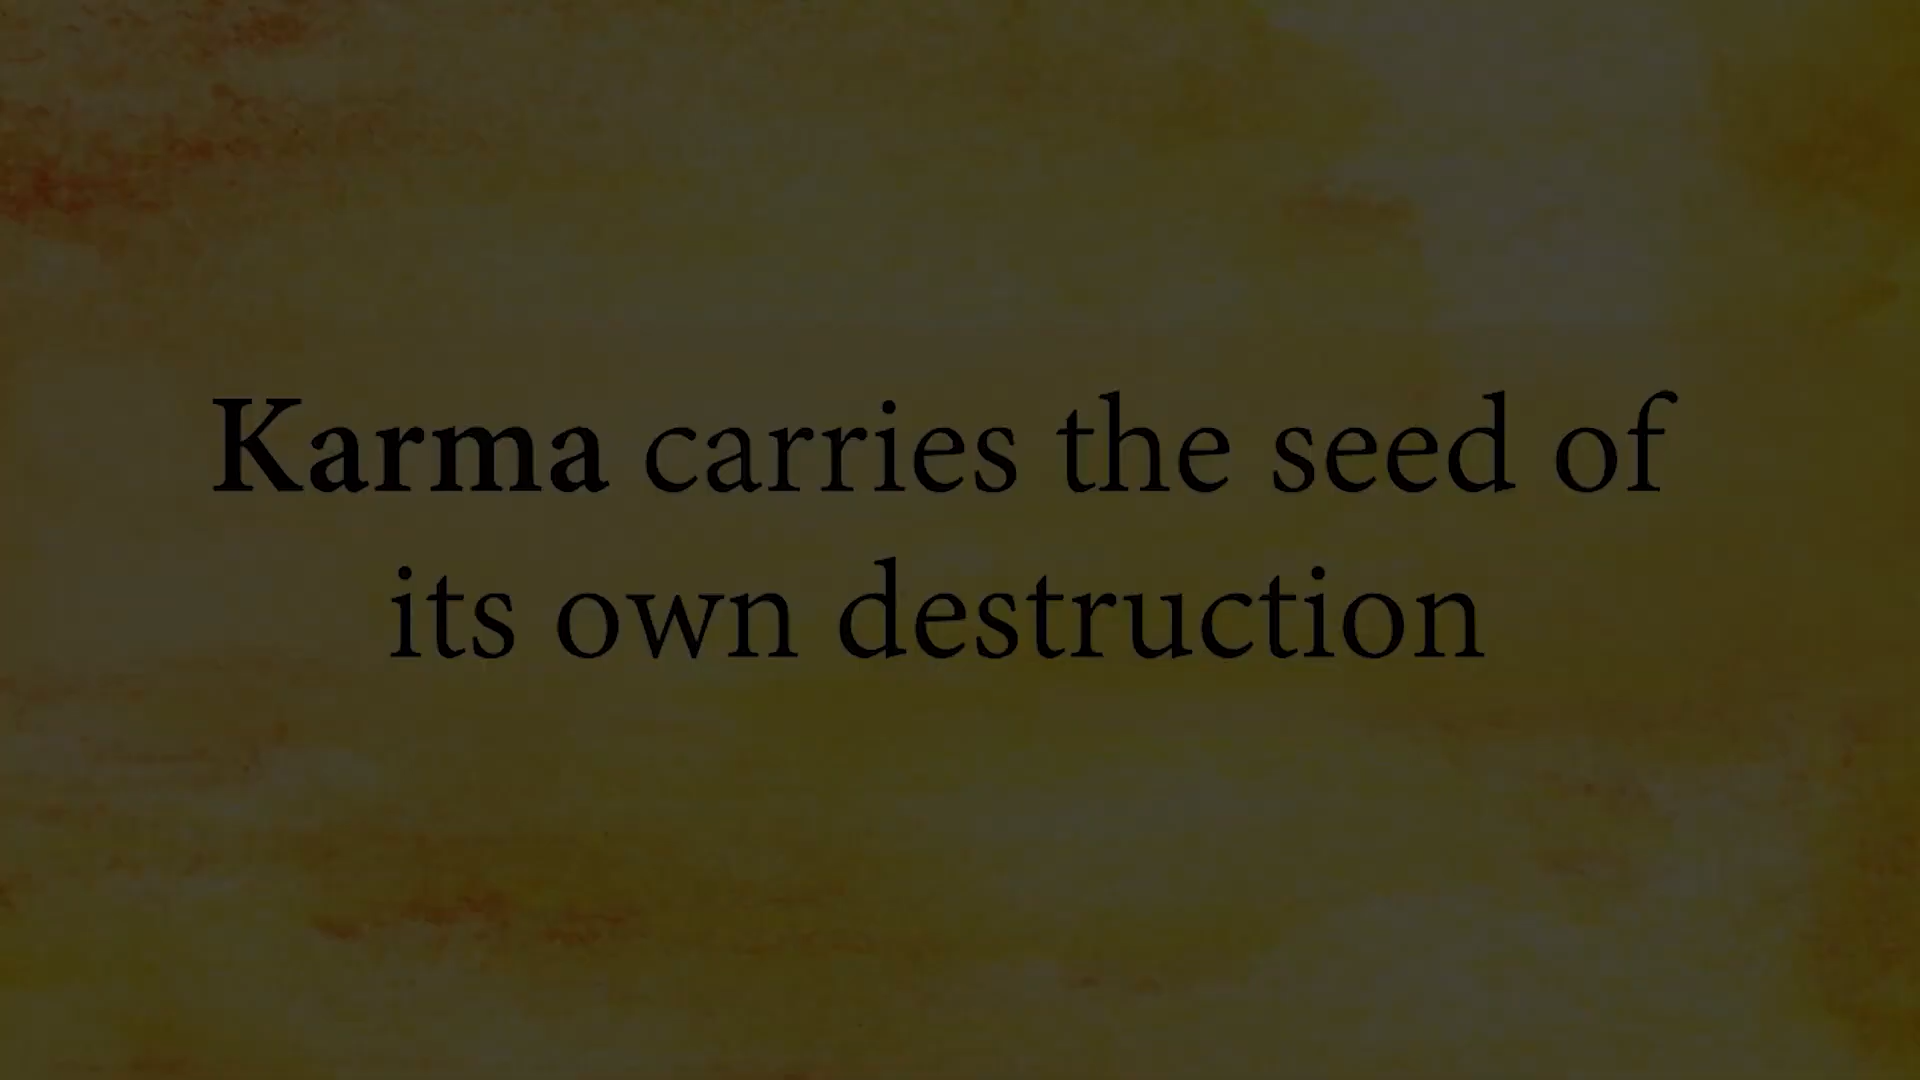 Karma carries the seed of
its own destruction